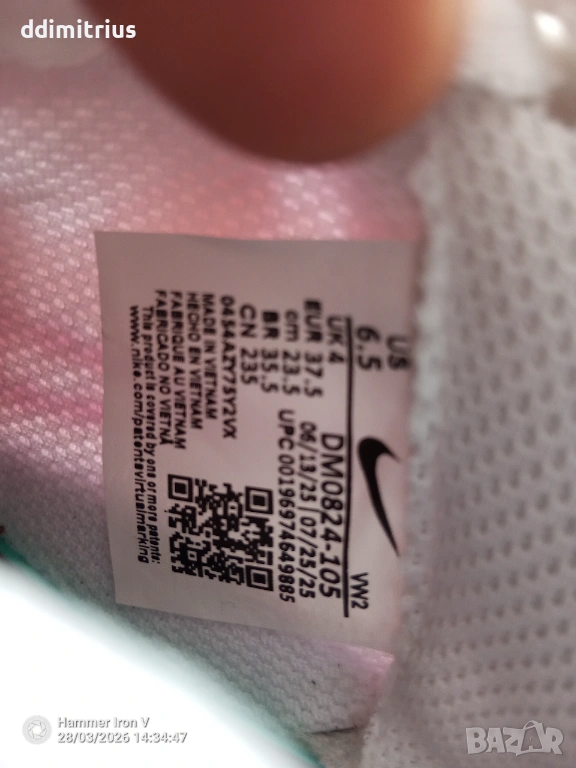 ddimitrius
US
6.5
UK 4
EUR 37.5
cm 23.5
BR 35.5
CN 235
VW2
DM0824-105
06/13/25 07/25/25
UPC 00196974649885
0454AZY75Y2VX
MADE IN VIETNAM
HECHO EN VIETNAM
FABRIQUE AU VIETNAM
FABRICADO NO VIETNÃ
This product is covered by one or more patents:
www.nike.com/patentsvirtualmarking
Hammer Iron V
28/03/2026 14:34:47
BAZAR